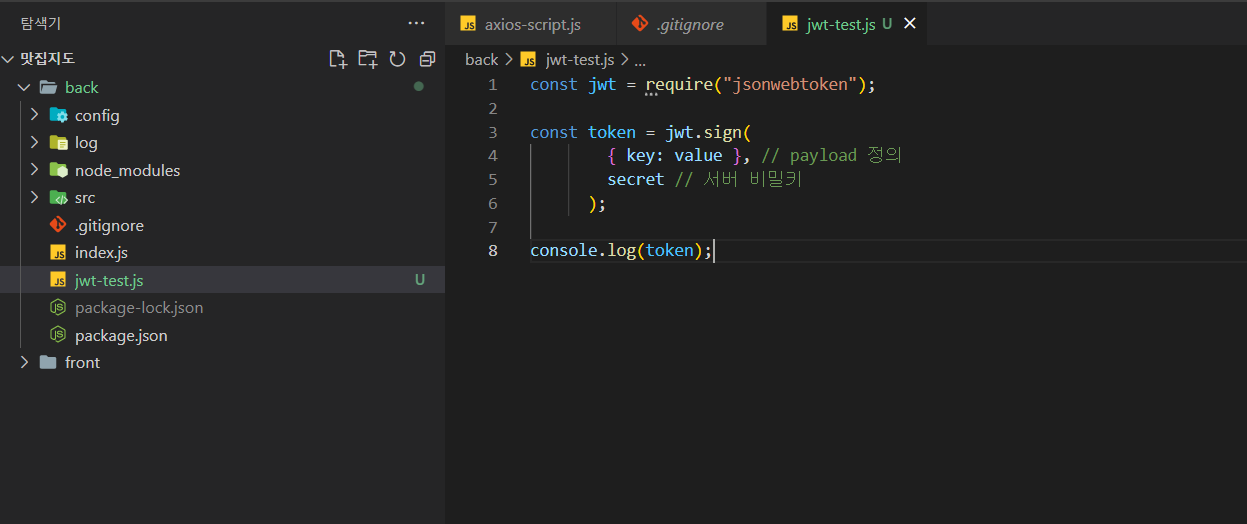 탐색기
맛집지도
back
config
log
node_modules
src
.gitignore
index.js
jwt-test.js U
package-lock.json
package.json
front
axios-script.js .gitignore jwt-test.js U
back > jwt-test.js > ...
1 const jwt = require("jsonwebtoken");
2
3 const token = jwt.sign(
4 { key: value }, // payload 정의
5 secret // 서버 비밀키
6 );
7
8 console.log(token);